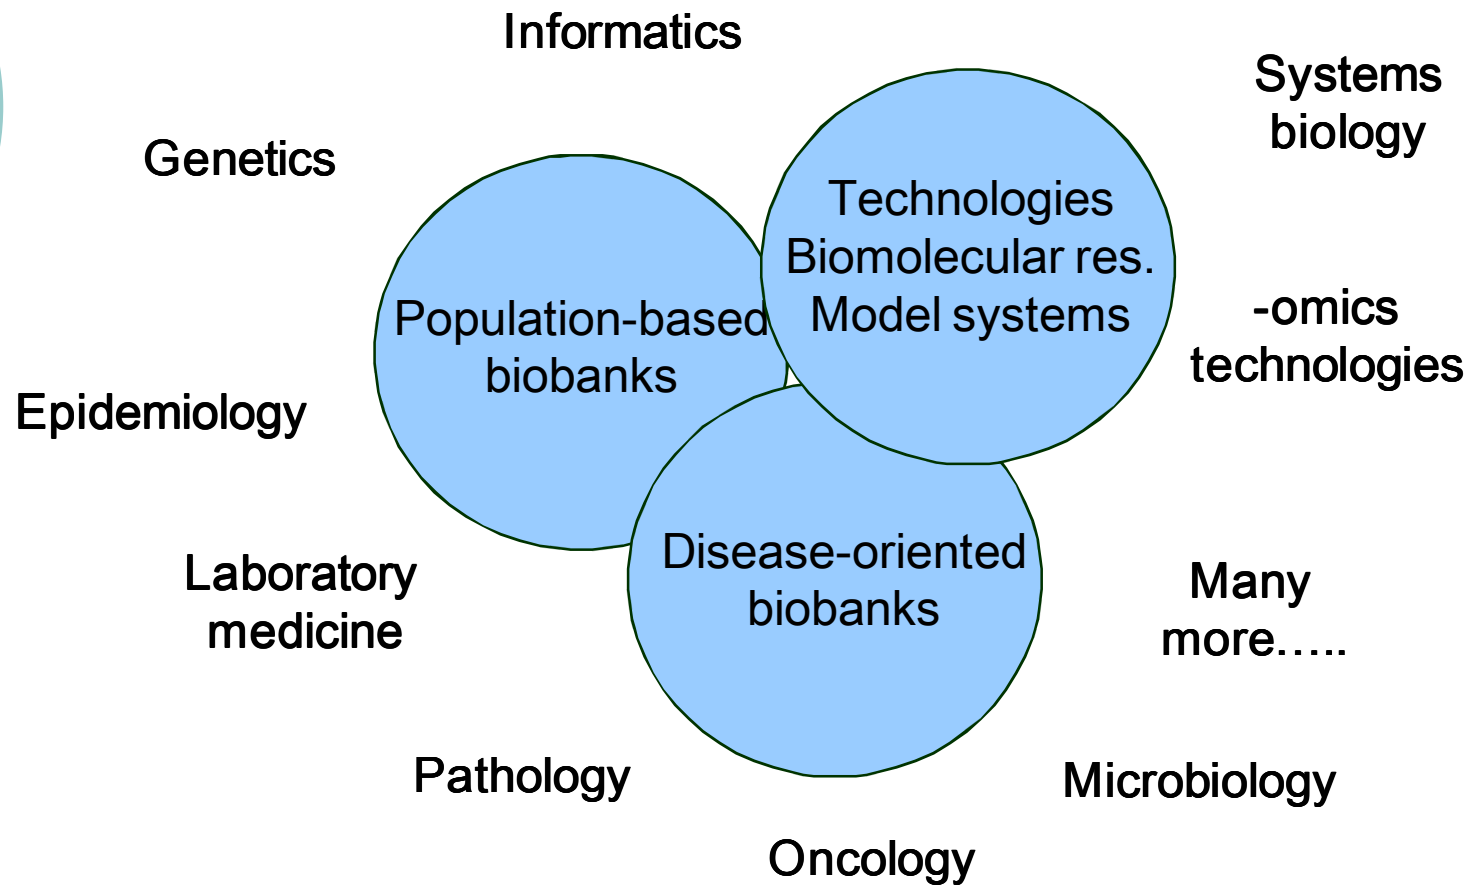 Informatics
Systems
biology
Genetics
Technologies
Biomolecular res.
Model systems
Population-based
biobanks
-omics
technologies
Epidemiology
Disease-oriented
biobanks
Laboratory
medicine
Many
more…..
Pathology
Microbiology
Oncology